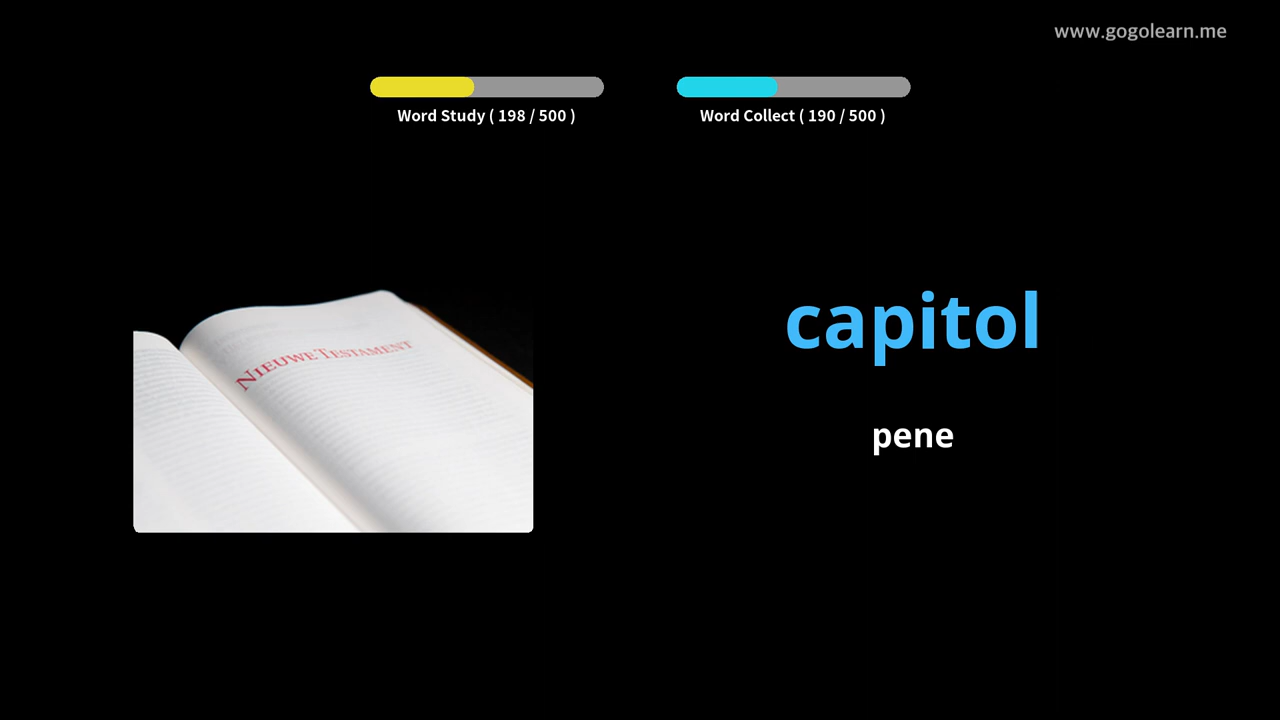 www.gogolearn.me
Word Study ( 198 / 500 )
Word Collect ( 190 / 500 )
NIEUWE TESTAMENT
capitol
pene